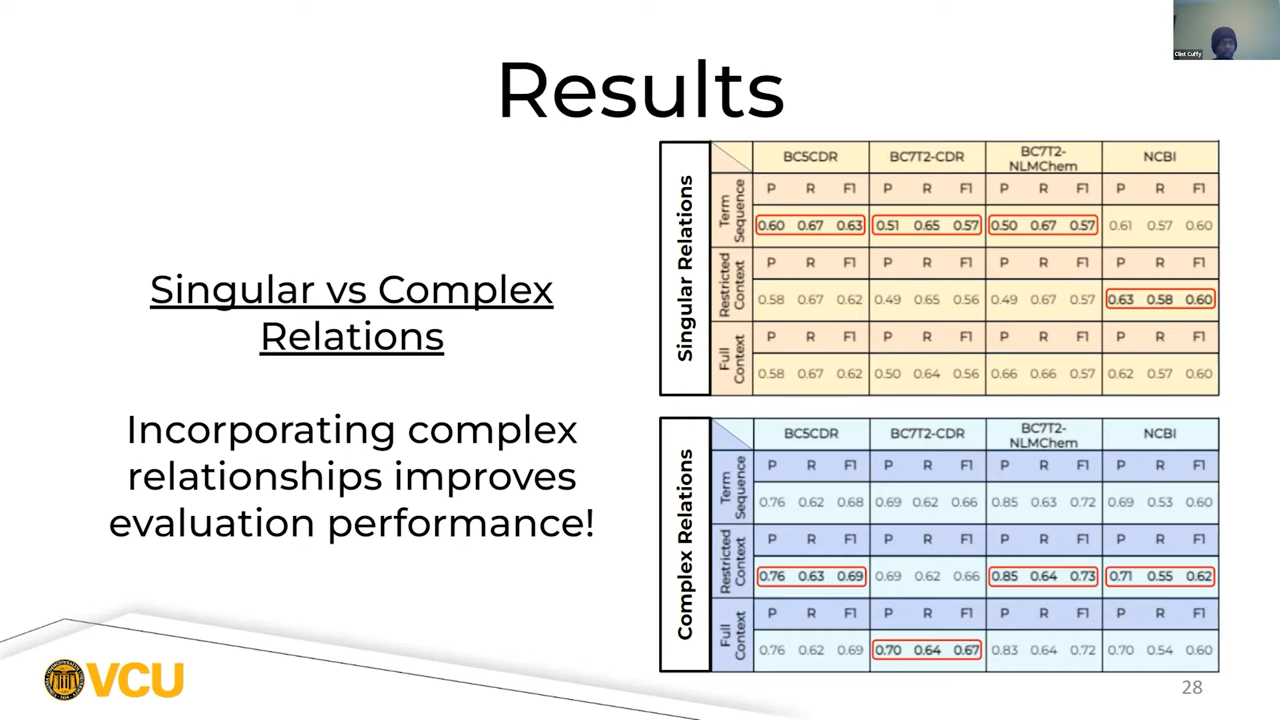 Clint Cuffy
Results
Singular vs Complex
Relations
Incorporating complex
relationships improves
evaluation performance!
Singular Relations
BC5CDR BC7T2-CDR BC7T2-NLMChem NCBI
Term Sequence
P R F1 P R F1 P R F1 P R F1
0.60 0.67 0.63 0.51 0.65 0.57 0.50 0.67 0.57 0.61 0.57 0.60
Restricted Context
P R F1 P R F1 P R F1 P R F1
0.58 0.67 0.62 0.49 0.65 0.56 0.49 0.67 0.57 0.63 0.58 0.60
Full Context
P R F1 P R F1 P R F1 P R F1
0.58 0.67 0.62 0.50 0.64 0.56 0.66 0.66 0.57 0.62 0.57 0.60
Complex Relations
BC5CDR BC7T2-CDR BC7T2-NLMChem NCBI
Term Sequence
P R F1 P R F1 P R F1 P R F1
0.76 0.62 0.68 0.69 0.62 0.66 0.85 0.63 0.72 0.69 0.53 0.60
Restricted Context
P R F1 P R F1 P R F1 P R F1
0.76 0.63 0.69 0.69 0.62 0.66 0.85 0.64 0.73 0.71 0.55 0.62
Full Context
P R F1 P R F1 P R F1 P R F1
0.76 0.62 0.69 0.70 0.64 0.67 0.83 0.64 0.72 0.70 0.54 0.60
VCU
28